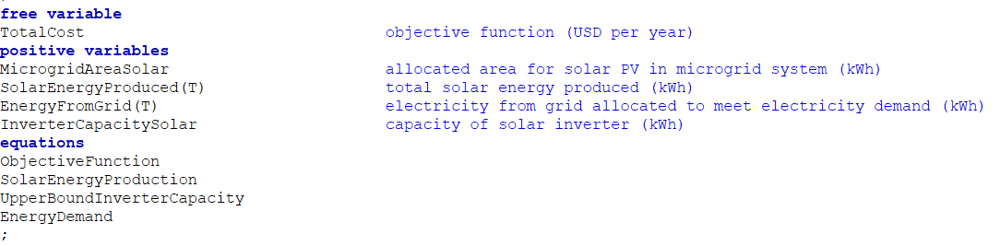 free variable
TotalCost objective function (USD per year)
positive variables
MicrogridAreaSolar allocated area for solar PV in microgrid system (kWh)
SolarEnergyProduced(T) total solar energy produced (kWh)
EnergyFromGrid(T) electricity from grid allocated to meet electricity demand (kWh)
InverterCapacitySolar capacity of solar inverter (kWh)
equations
ObjectiveFunction
SolarEnergyProduction
UpperBoundInverterCapacity
EnergyDemand
;